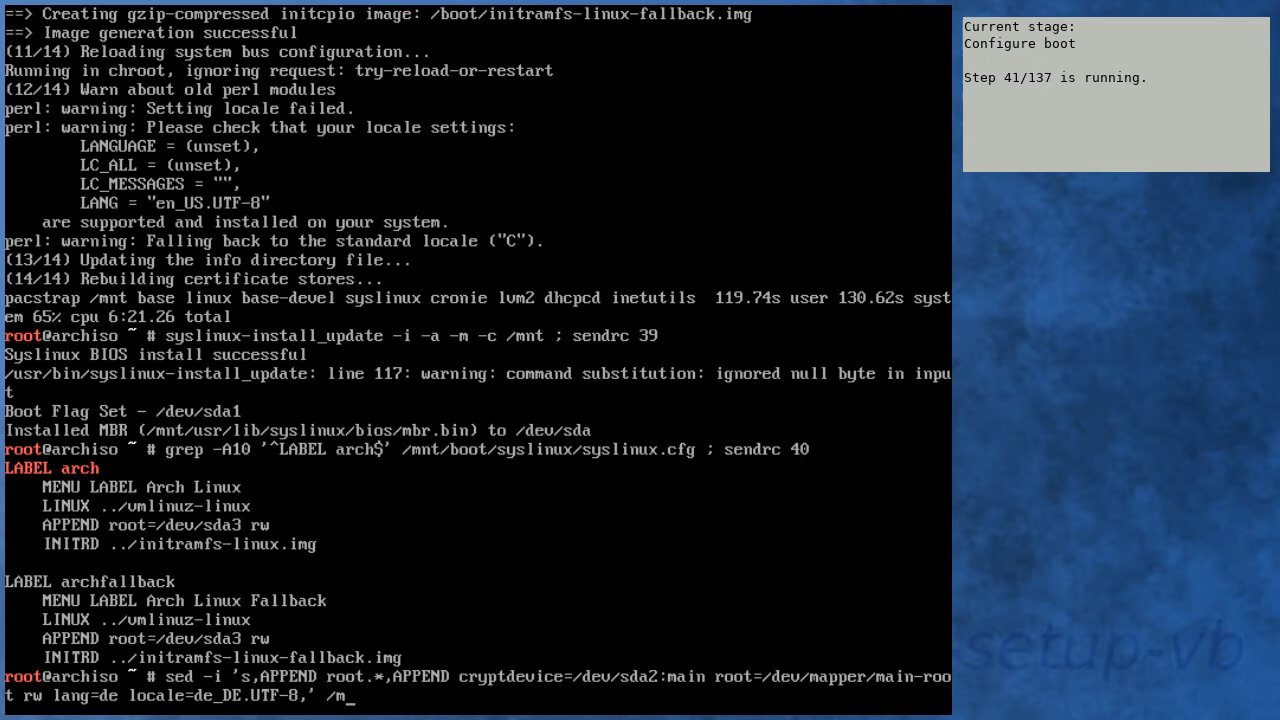 ==> Creating gzip-compressed initcpio image: /boot/initramfs-linux-fallback.img
==> Image generation successful
(11/14) Reloading system bus configuration...
Running in chroot, ignoring request: try-reload-or-restart
(12/14) Warn about old perl modules
perl: warning: Setting locale failed.
perl: warning: Please check that your locale settings:
        LANGUAGE = (unset),
        LC_ALL = (unset),
        LC_MESSAGES = "",
        LANG = "en_US.UTF-8"
    are supported and installed on your system.
perl: warning: Falling back to the standard locale ("C").
(13/14) Updating the info directory file...
(14/14) Rebuilding certificate stores...
pacstrap /mnt base linux base-devel syslinux cronie lvm2 dhcpcd inetutils  119.74s user 130.62s syst
em 65% cpu 6:21.26 total
root@archiso ~ # syslinux-install_update -i -a -m -c /mnt ; sendrc 39
Syslinux BIOS install successful
/usr/bin/syslinux-install_update: line 117: warning: command substitution: ignored null byte in inpu
t
Boot Flag Set - /dev/sda1
Installed MBR (/mnt/usr/lib/syslinux/bios/mbr.bin) to /dev/sda
root@archiso ~ # grep -A10 '^LABEL arch$' /mnt/boot/syslinux/syslinux.cfg ; sendrc 40
LABEL arch
    MENU LABEL Arch Linux
    LINUX ../vmlinuz-linux
    APPEND root=/dev/sda3 rw
    INITRD ../initramfs-linux.img

LABEL archfallback
    MENU LABEL Arch Linux Fallback
    LINUX ../vmlinuz-linux
    APPEND root=/dev/sda3 rw
    INITRD ../initramfs-linux-fallback.img
root@archiso ~ # sed -i 's,APPEND root.*,APPEND cryptdevice=/dev/sda2:main root=/dev/mapper/main-roo
t rw lang=de locale=de_DE.UTF-8,' /m_
Current stage:
Configure boot

Step 41/137 is running.
setup-vb